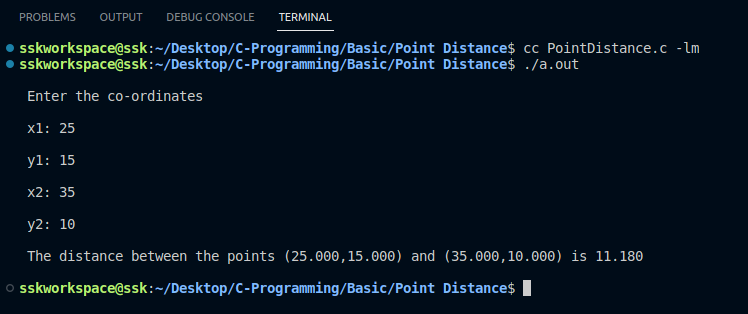 PROBLEMS OUTPUT DEBUG CONSOLE TERMINAL
sskworkspace@ssk:~/Desktop/C-Programming/Basic/Point Distance$ cc PointDistance.c -lm
sskworkspace@ssk:~/Desktop/C-Programming/Basic/Point Distance$ ./a.out
Enter the co-ordinates
x1: 25
y1: 15
x2: 35
y2: 10
The distance between the points (25.000,15.000) and (35.000,10.000) is 11.180
sskworkspace@ssk:~/Desktop/C-Programming/Basic/Point Distance$